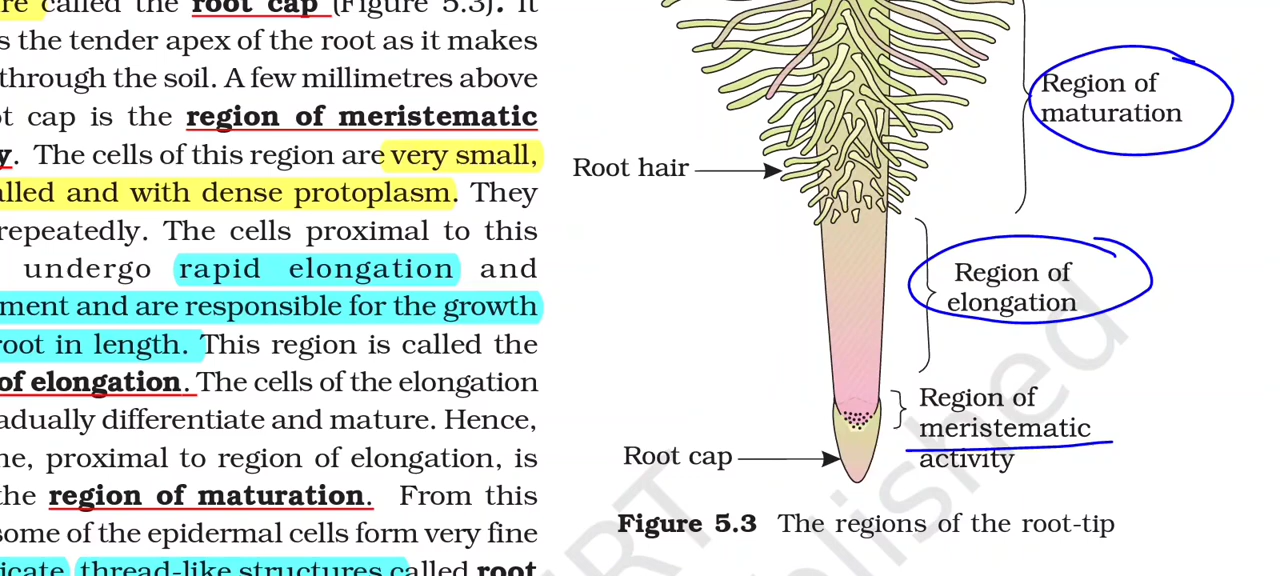 re called the root cap (Figure 5.3). It
s the tender apex of the root as it makes
through the soil. A few millimetres above
ot cap is the region of meristematic
y. The cells of this region are very small,
alled and with dense protoplasm. They
repeatedly. The cells proximal to this
undergo rapid elongation and
ment and are responsible for the growth
root in length. This region is called the
of elongation. The cells of the elongation
adually differentiate and mature. Hence,
ne, proximal to region of elongation, is
the region of maturation. From this
some of the epidermal cells form very fine
icate, thread-like structures called root
Region of
maturation
Root hair
Region of
elongation
Region of
meristematic
activity
Root cap
Figure 5.3 The regions of the root-tip